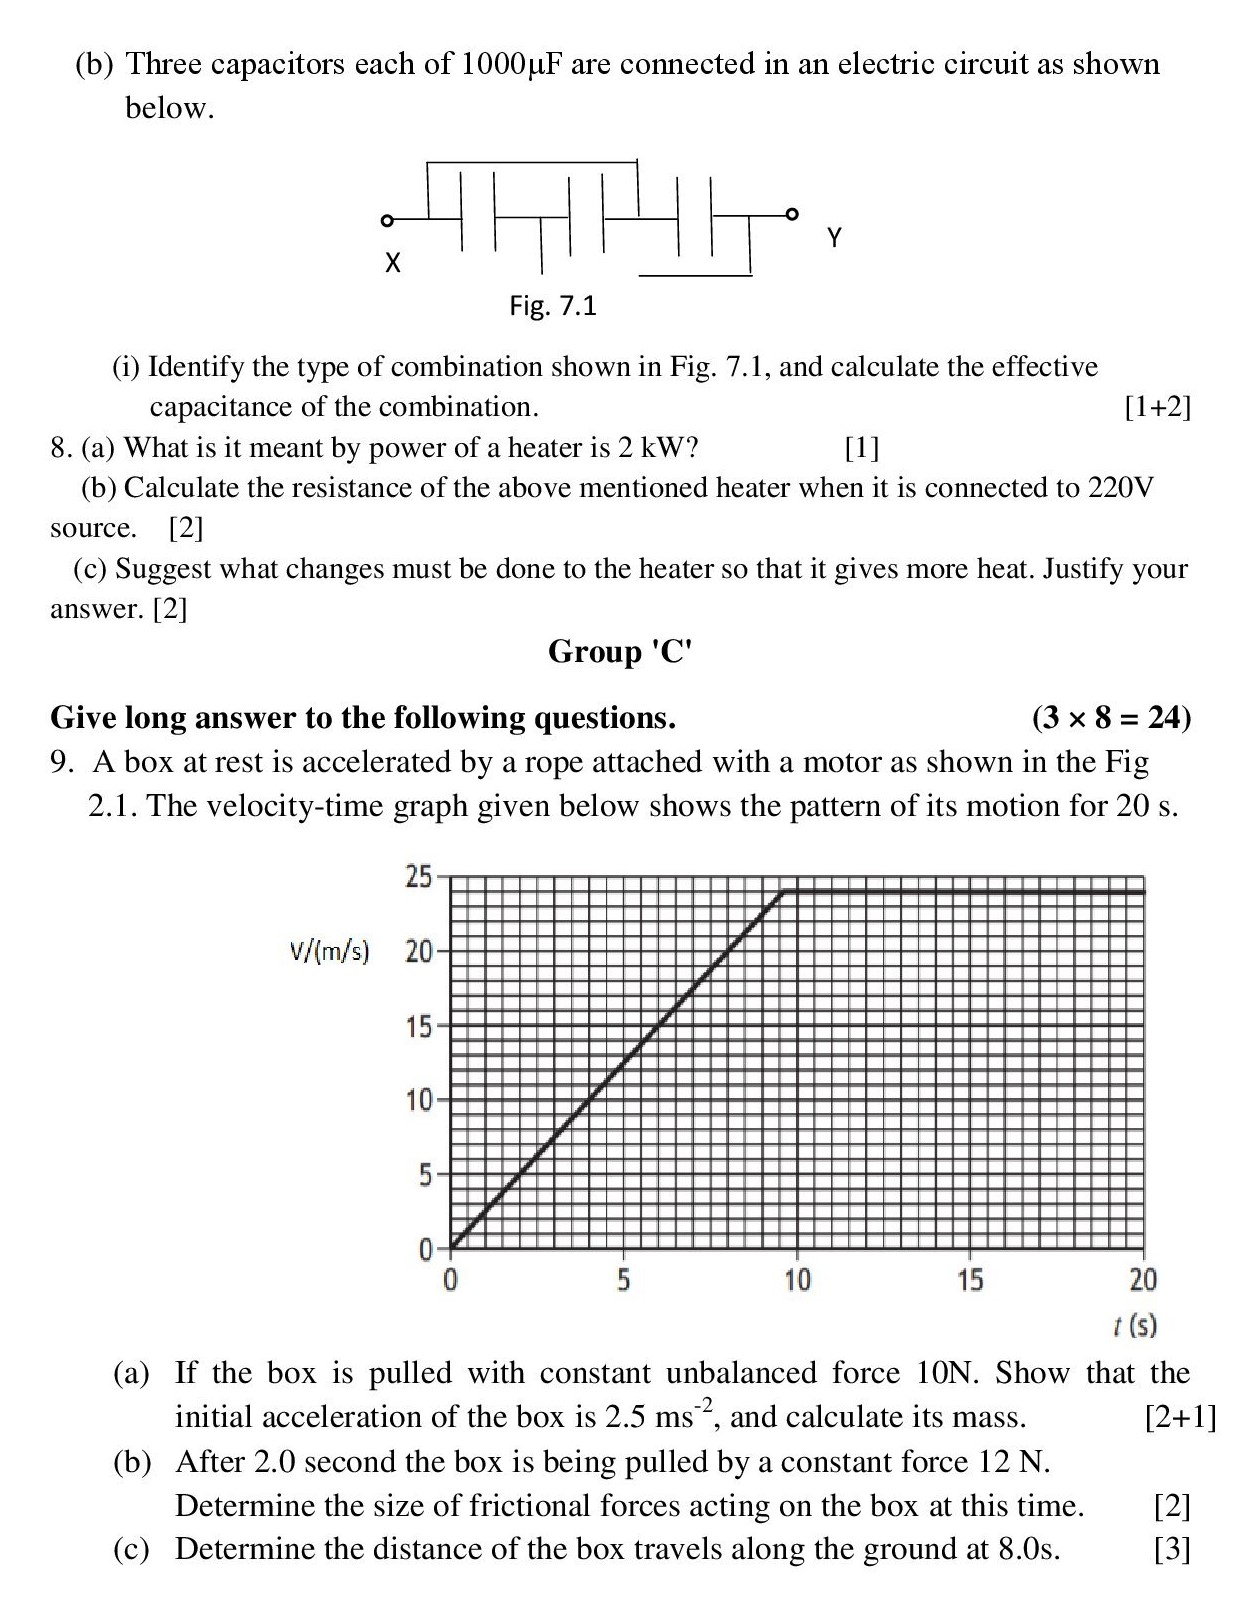 (b) Three capacitors each of 1000μF are connected in an electric circuit as shown
below.
X
Y
Fig. 7.1
(i) Identify the type of combination shown in Fig. 7.1, and calculate the effective
capacitance of the combination. [1+2]
8. (a) What is it meant by power of a heater is 2 kW? [1]
(b) Calculate the resistance of the above mentioned heater when it is connected to 220V
source. [2]
(c) Suggest what changes must be done to the heater so that it gives more heat. Justify your
answer. [2]
Group 'C'
Give long answer to the following questions. (3 × 8 = 24)
9. A box at rest is accelerated by a rope attached with a motor as shown in the Fig
2.1. The velocity-time graph given below shows the pattern of its motion for 20 s.
25
V/(m/s) 20
15
10
5
0
0 5 10 15 20
t (s)
(a) If the box is pulled with constant unbalanced force 10N. Show that the
initial acceleration of the box is 2.5 ms⁻², and calculate its mass. [2+1]
(b) After 2.0 second the box is being pulled by a constant force 12 N.
Determine the size of frictional forces acting on the box at this time. [2]
(c) Determine the distance of the box travels along the ground at 8.0s. [3]